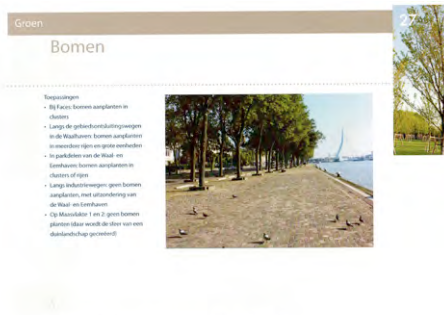 Groen
27
Bomen
Toepassingen
• Bij Faces: bomen aanplanten in
clusters
• Langs de gebiedsontsluitingswegen
in de Waalhaven: bomen aanplanten
in meerdere rijen en grote eenheden
• In parkdelen van de Waal- en
Eemhaven: bomen aanplanten in
clusters of rijen
• Langs industriewegen: geen bomen
aanplanten, met uitzondering van
de Waal- en Eemhaven
• Op Maasvlakte 1 en 2: geen bomen
planten (daar wordt de sfeer van een
duinlandschap gecreëerd)